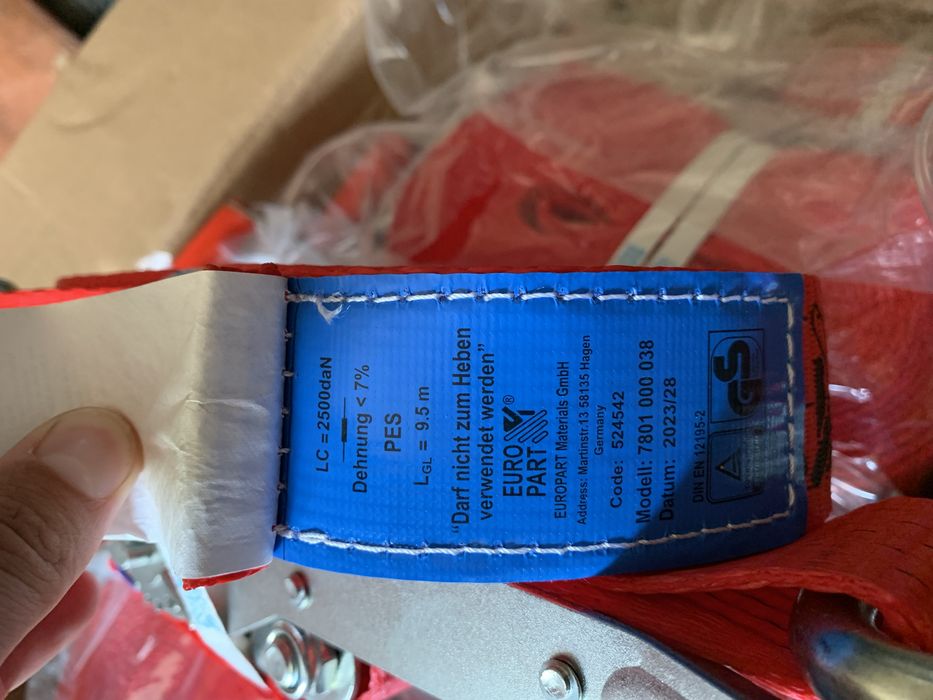 LC = 2500daN
Dehnung < 7%
PES
LGL = 9.5 m
“Darf nicht zum Heben
verwendet werden”
EURO
PART®
EUROPART Materials GmbH
Address: Martinstr.13 58135 Hagen
Germany
Code: 524542
Modell: 7801 000 038
Datum: 2023/28
DIN EN 12195-2
GS